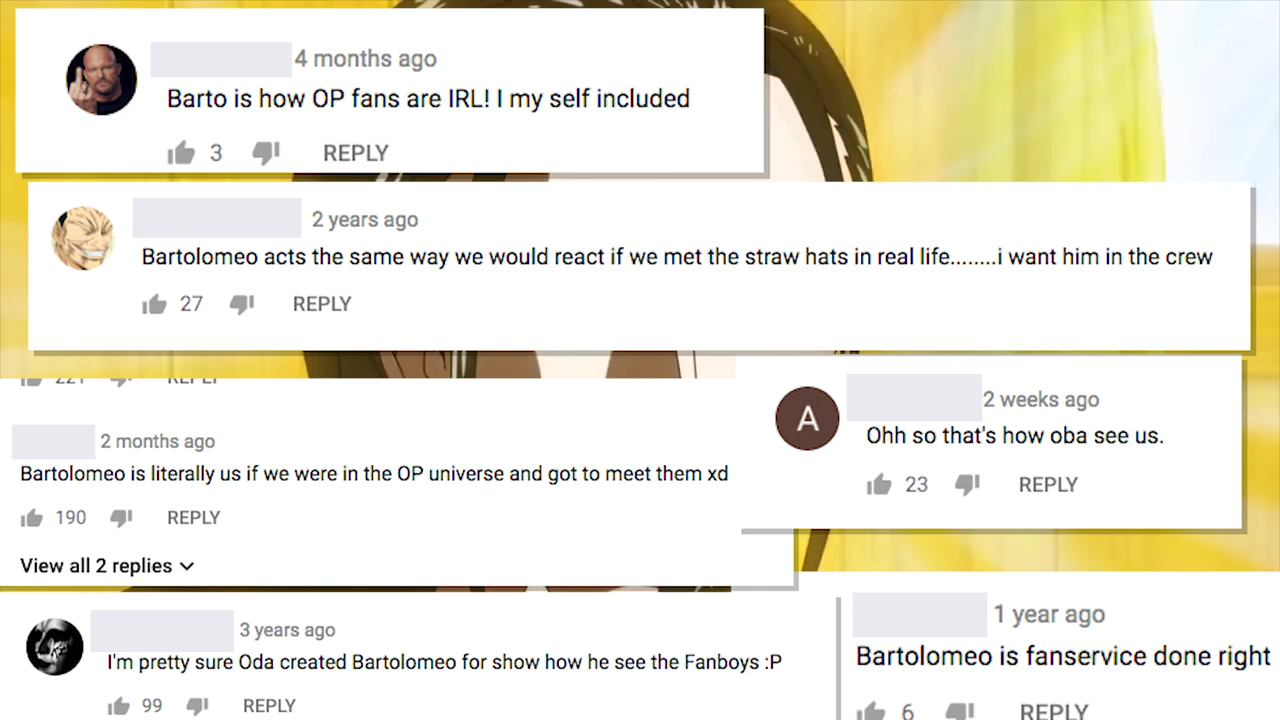 4 months ago
Barto is how OP fans are IRL! I my self included
3 REPLY
2 years ago
Bartolomeo acts the same way we would react if we met the straw hats in real life........i want him in the crew
27 REPLY
221 REPLY
2 months ago
Bartolomeo is literally us if we were in the OP universe and got to meet them xd
190 REPLY
View all 2 replies
A
2 weeks ago
Ohh so that's how oba see us.
23 REPLY
3 years ago
I'm pretty sure Oda created Bartolomeo for show how he see the Fanboys :P
99 REPLY
1 year ago
Bartolomeo is fanservice done right
6 REPLY